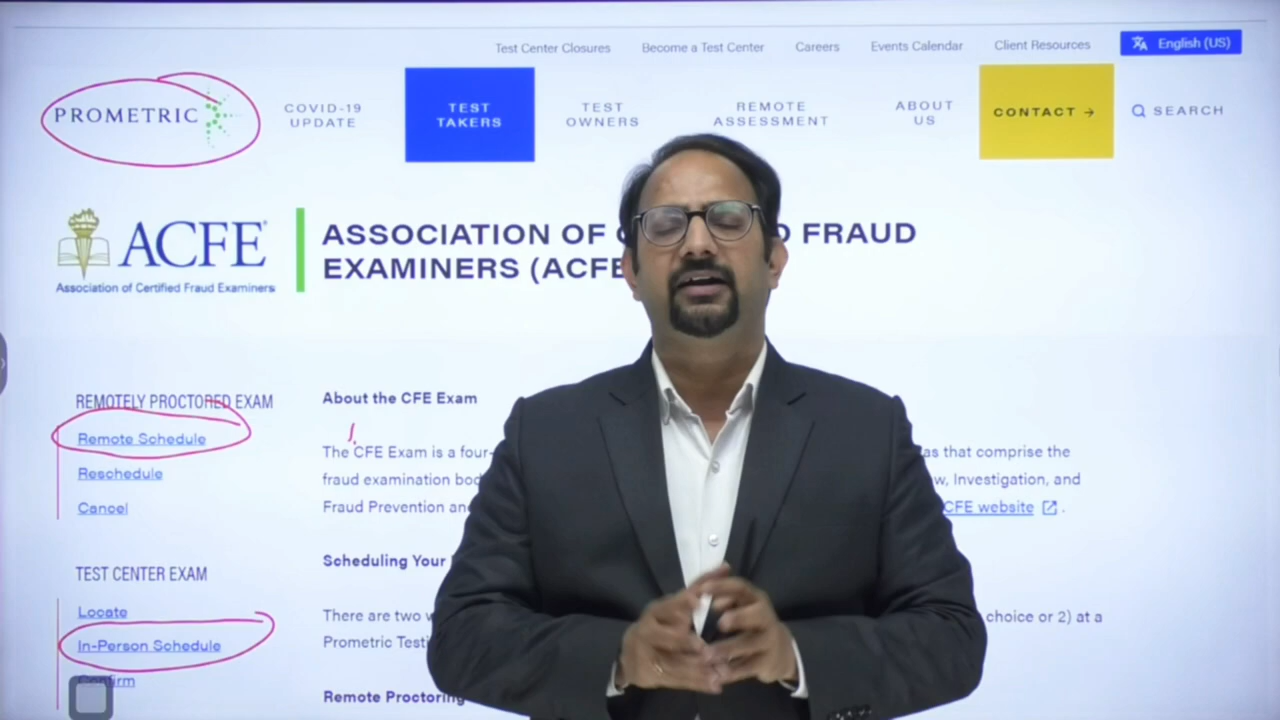 Test Center Closures Become a Test Center Careers Events Calendar Client Resources English (US)
PROMETRIC
COVID-19
UPDATE
TEST
TAKERS
TEST
OWNERS
REMOTE
ASSESSMENT
ABOUT
US
CONTACT →
SEARCH
ACFE®
Association of Certified Fraud Examiners
ASSOCIATION OF FRAUD
EXAMINERS (ACFE
REMOTELY PROCTORED EXAM
Remote Schedule
Reschedule
Cancel
TEST CENTER EXAM
Locate
In-Person Schedule
Confirm
About the CFE Exam
The CFE Exam is a four- as that comprise the
fraud examination , Investigation, and
Fraud Prevention CFE website .
Scheduling Your
There are two choice or 2) at a
Prometric
Remote Proctoring